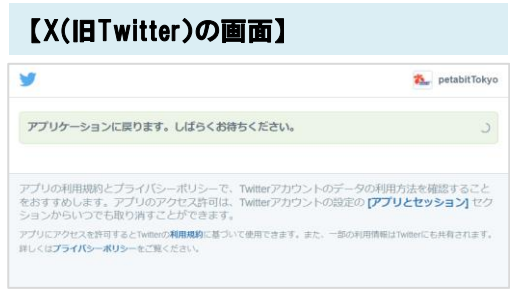 【X(旧Twitter)の画面】
petabitTokyo
アプリケーションに戻ります。しばらくお待ちください。
アプリの利用規約とプライバシーポリシーで、Twitterアカウントのデータの利用方法を確認すること
をおすすめします。アプリのアクセス許可は、Twitterアカウントの設定の [アプリとセッション] セク
ションからいつでも取り消すことができます。
アプリにアクセスを許可するとTwitterの利用規約に基づいて使用できます。また、一部の利用情報はTwitterにも共有されます。
詳しくはプライバシーポリシーをご覧ください。